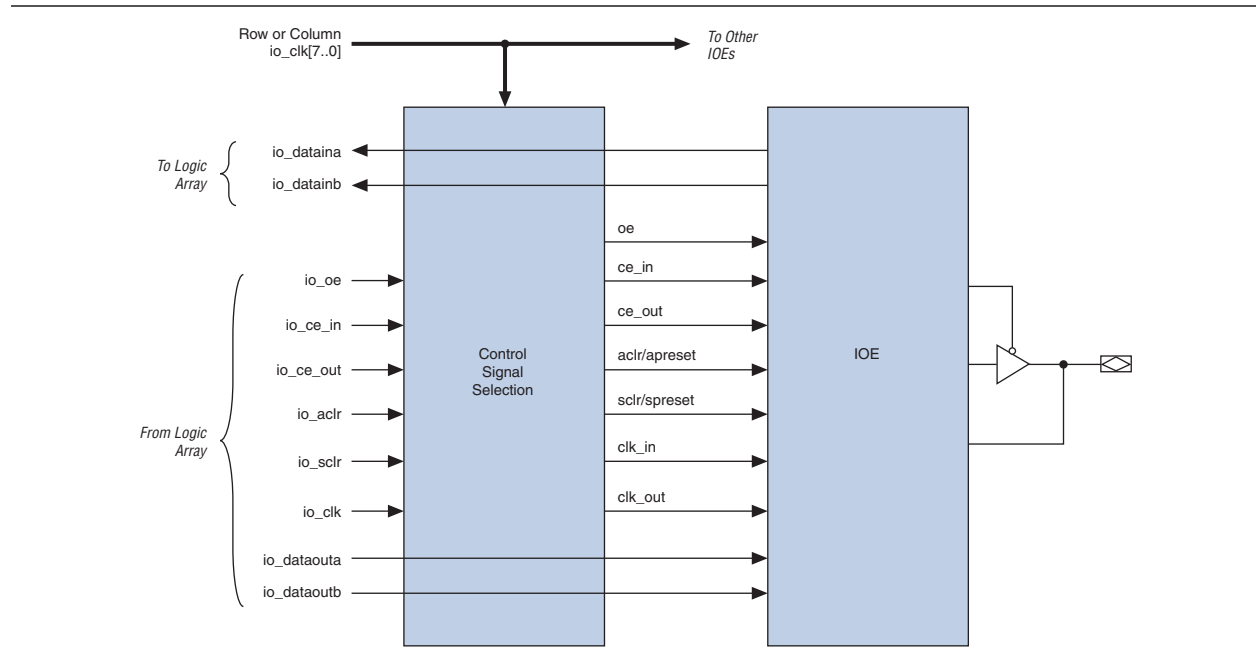 Row or Column
io_clk[7..0]
To Other
IOEs
To Logic
Array
io_dataina
io_datainb
oe
ce_in
ce_out
aclr/apreset
sclr/spreset
clk_in
clk_out
From Logic
Array
io_oe
io_ce_in
io_ce_out
io_aclr
io_sclr
io_clk
io_dataouta
io_dataoutb
Control
Signal
Selection
IOE